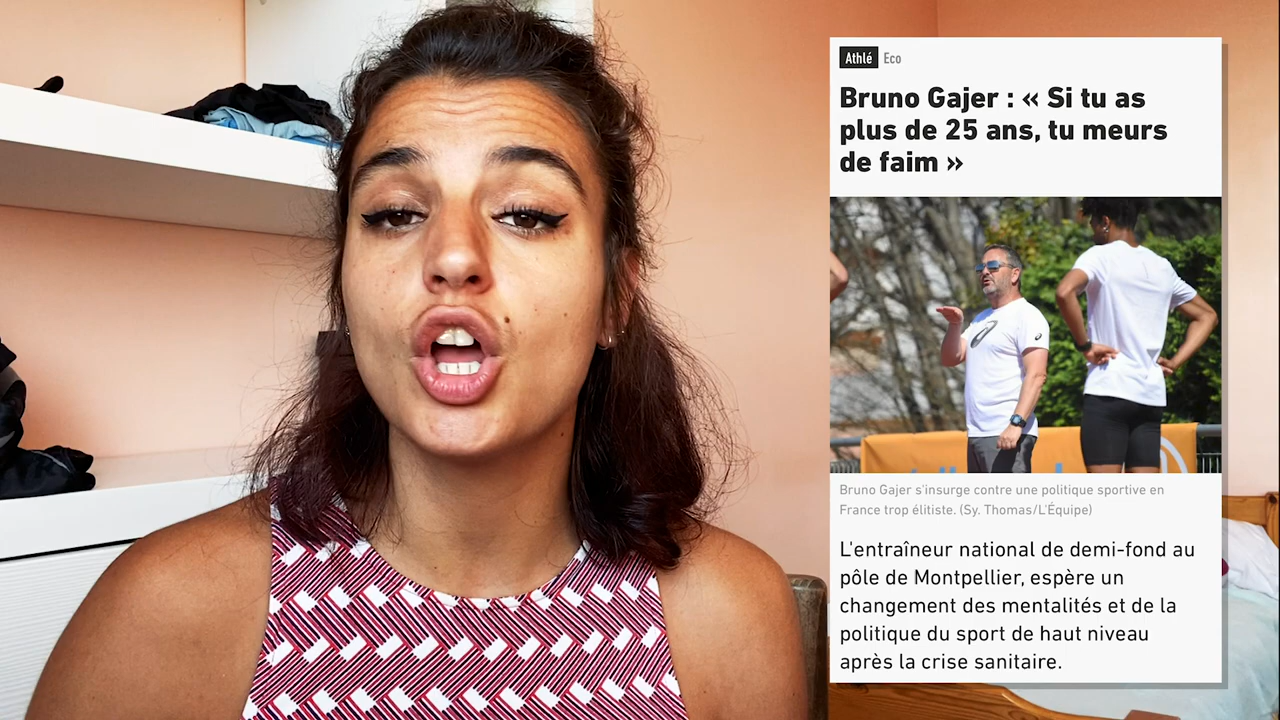 Athlé Eco
Bruno Gajer : « Si tu as
plus de 25 ans, tu meurs
de faim »
Bruno Gajer s'insurge contre une politique sportive en
France trop élitiste. (Sy. Thomas/L'Équipe)
L'entraîneur national de demi-fond au
pôle de Montpellier, espère un
changement des mentalités et de la
politique du sport de haut niveau
après la crise sanitaire.